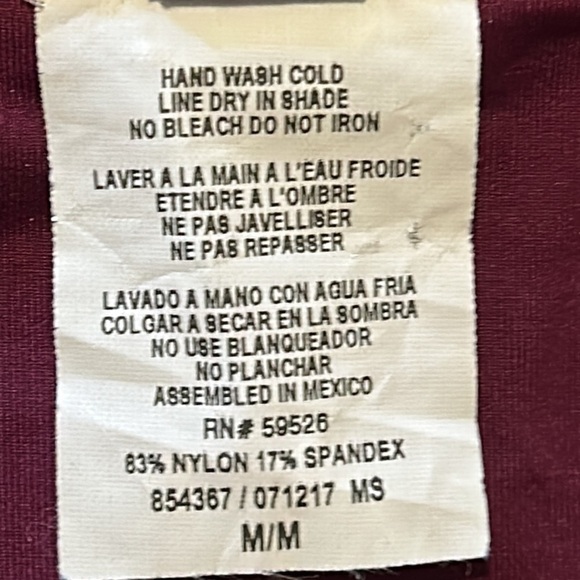 HAND WASH COLD
LINE DRY IN SHADE
NO BLEACH DO NOT IRON
LAVER A LA MAIN A L'ÉAU FROIDE
ETENDRE A L'OMBRE
NE PAS JAVELLISER
NE PAS REPASSER
LAVADO A MANO CON AGUA FRIA
COLGAR A SECAR EN LA SOMBRA
NO USE BLANQUEADOR
NO PLANCHAR
ASSEMBLED IN MEXICO
RN# 59526
83% NYLON 17% SPANDEX
854367 / 071217 MS
M/M